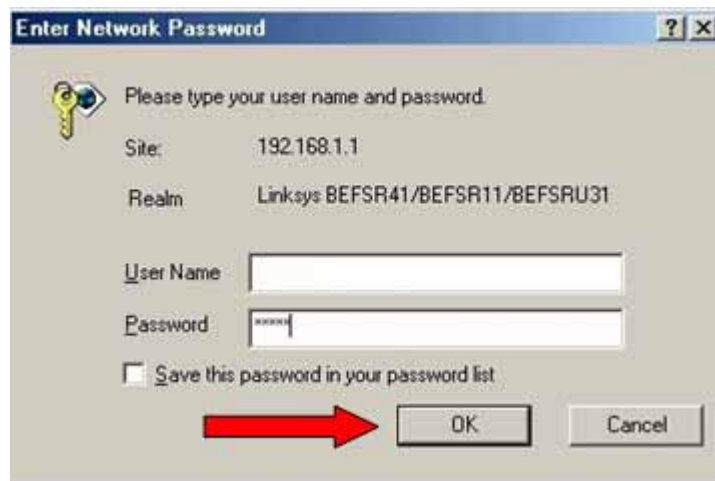 Enter Network Password
Please type your user name and password.
Site: 192.168.1.1
Realm Linksys BEFSR41/BEFSR11/BEFSRU31
User Name
Password *****
Save this password in your password list
OK Cancel